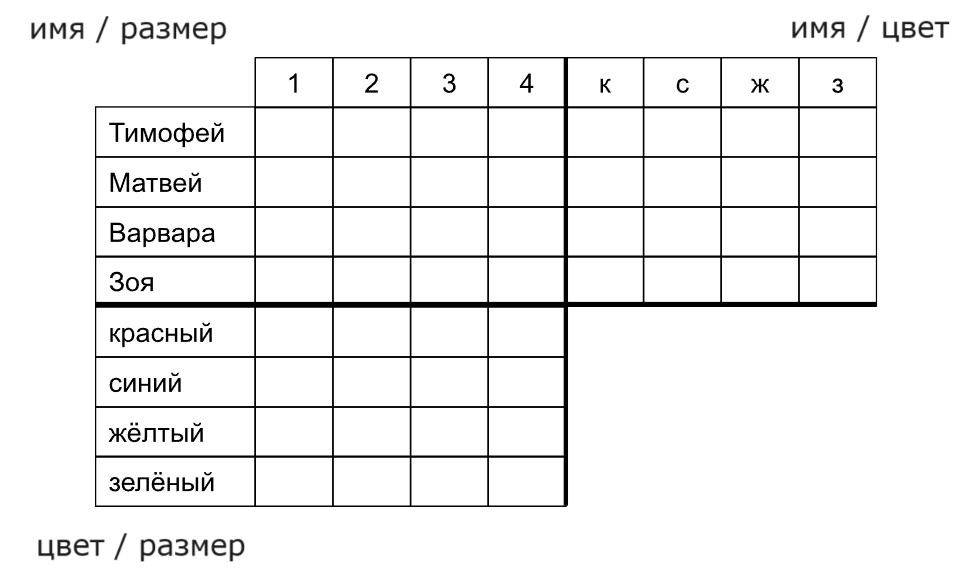 имя / размер имя / цвет
1 2 3 4 к с ж з
Тимофей
Матвей
Варвара
Зоя
красный
синий
жёлтый
зелёный
цвет / размер